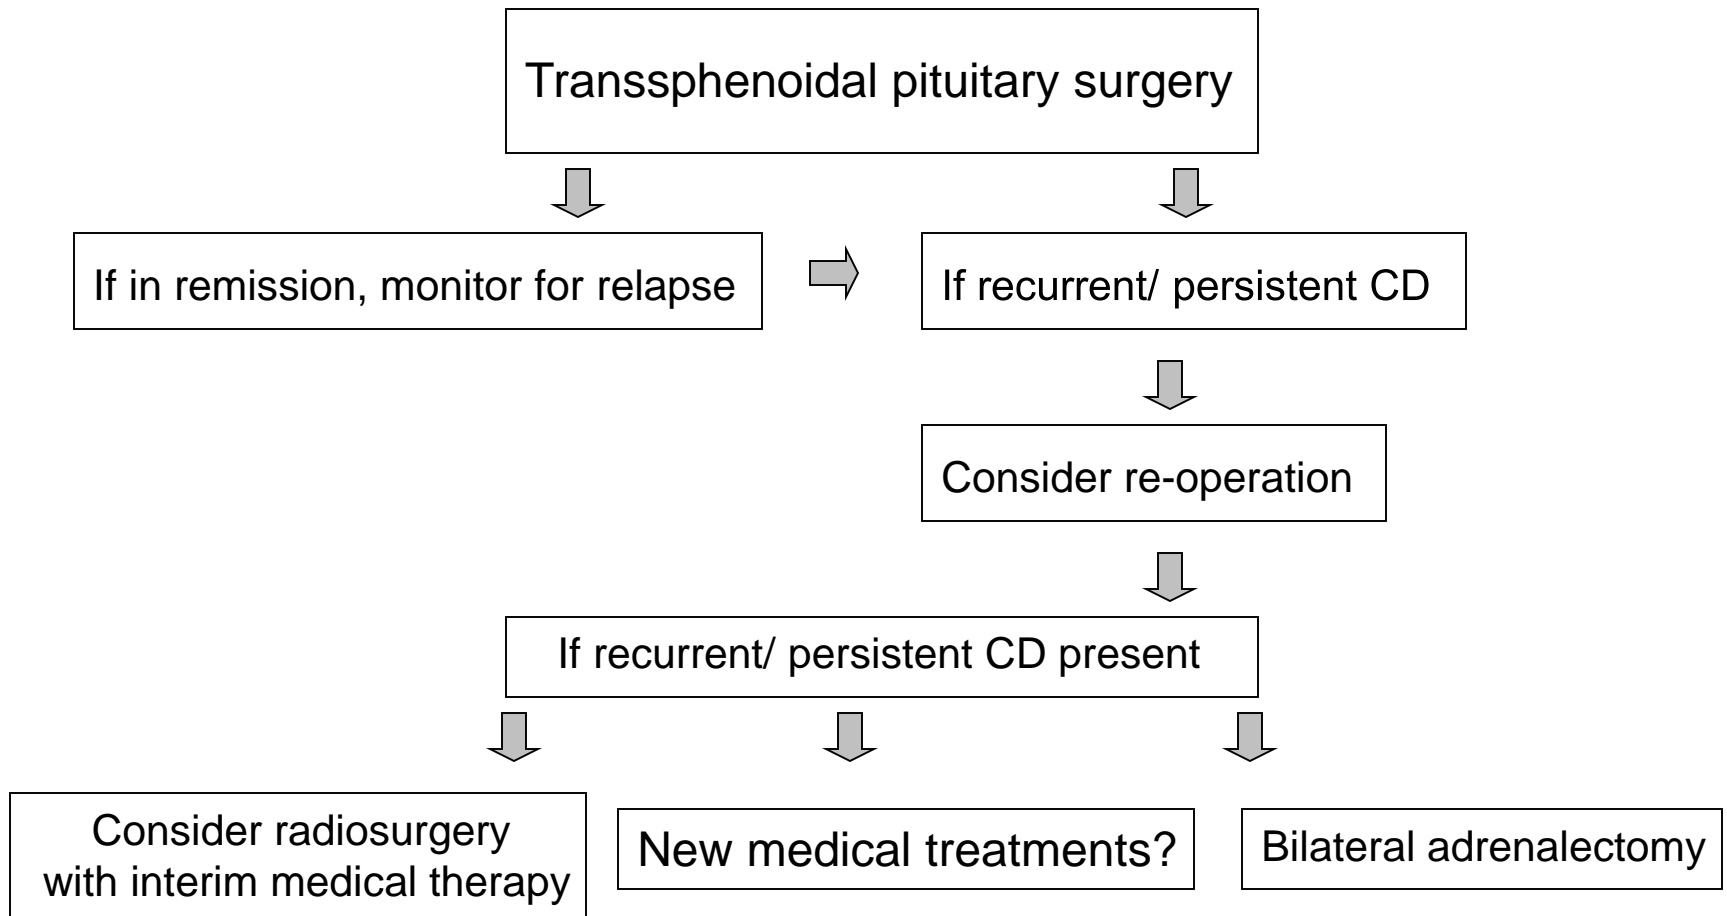 Transsphenoidal pituitary surgery
If in remission, monitor for relapse
If recurrent/ persistent CD
Consider re-operation
If recurrent/ persistent CD present
Consider radiosurgery
with interim medical therapy
New medical treatments?
Bilateral adrenalectomy